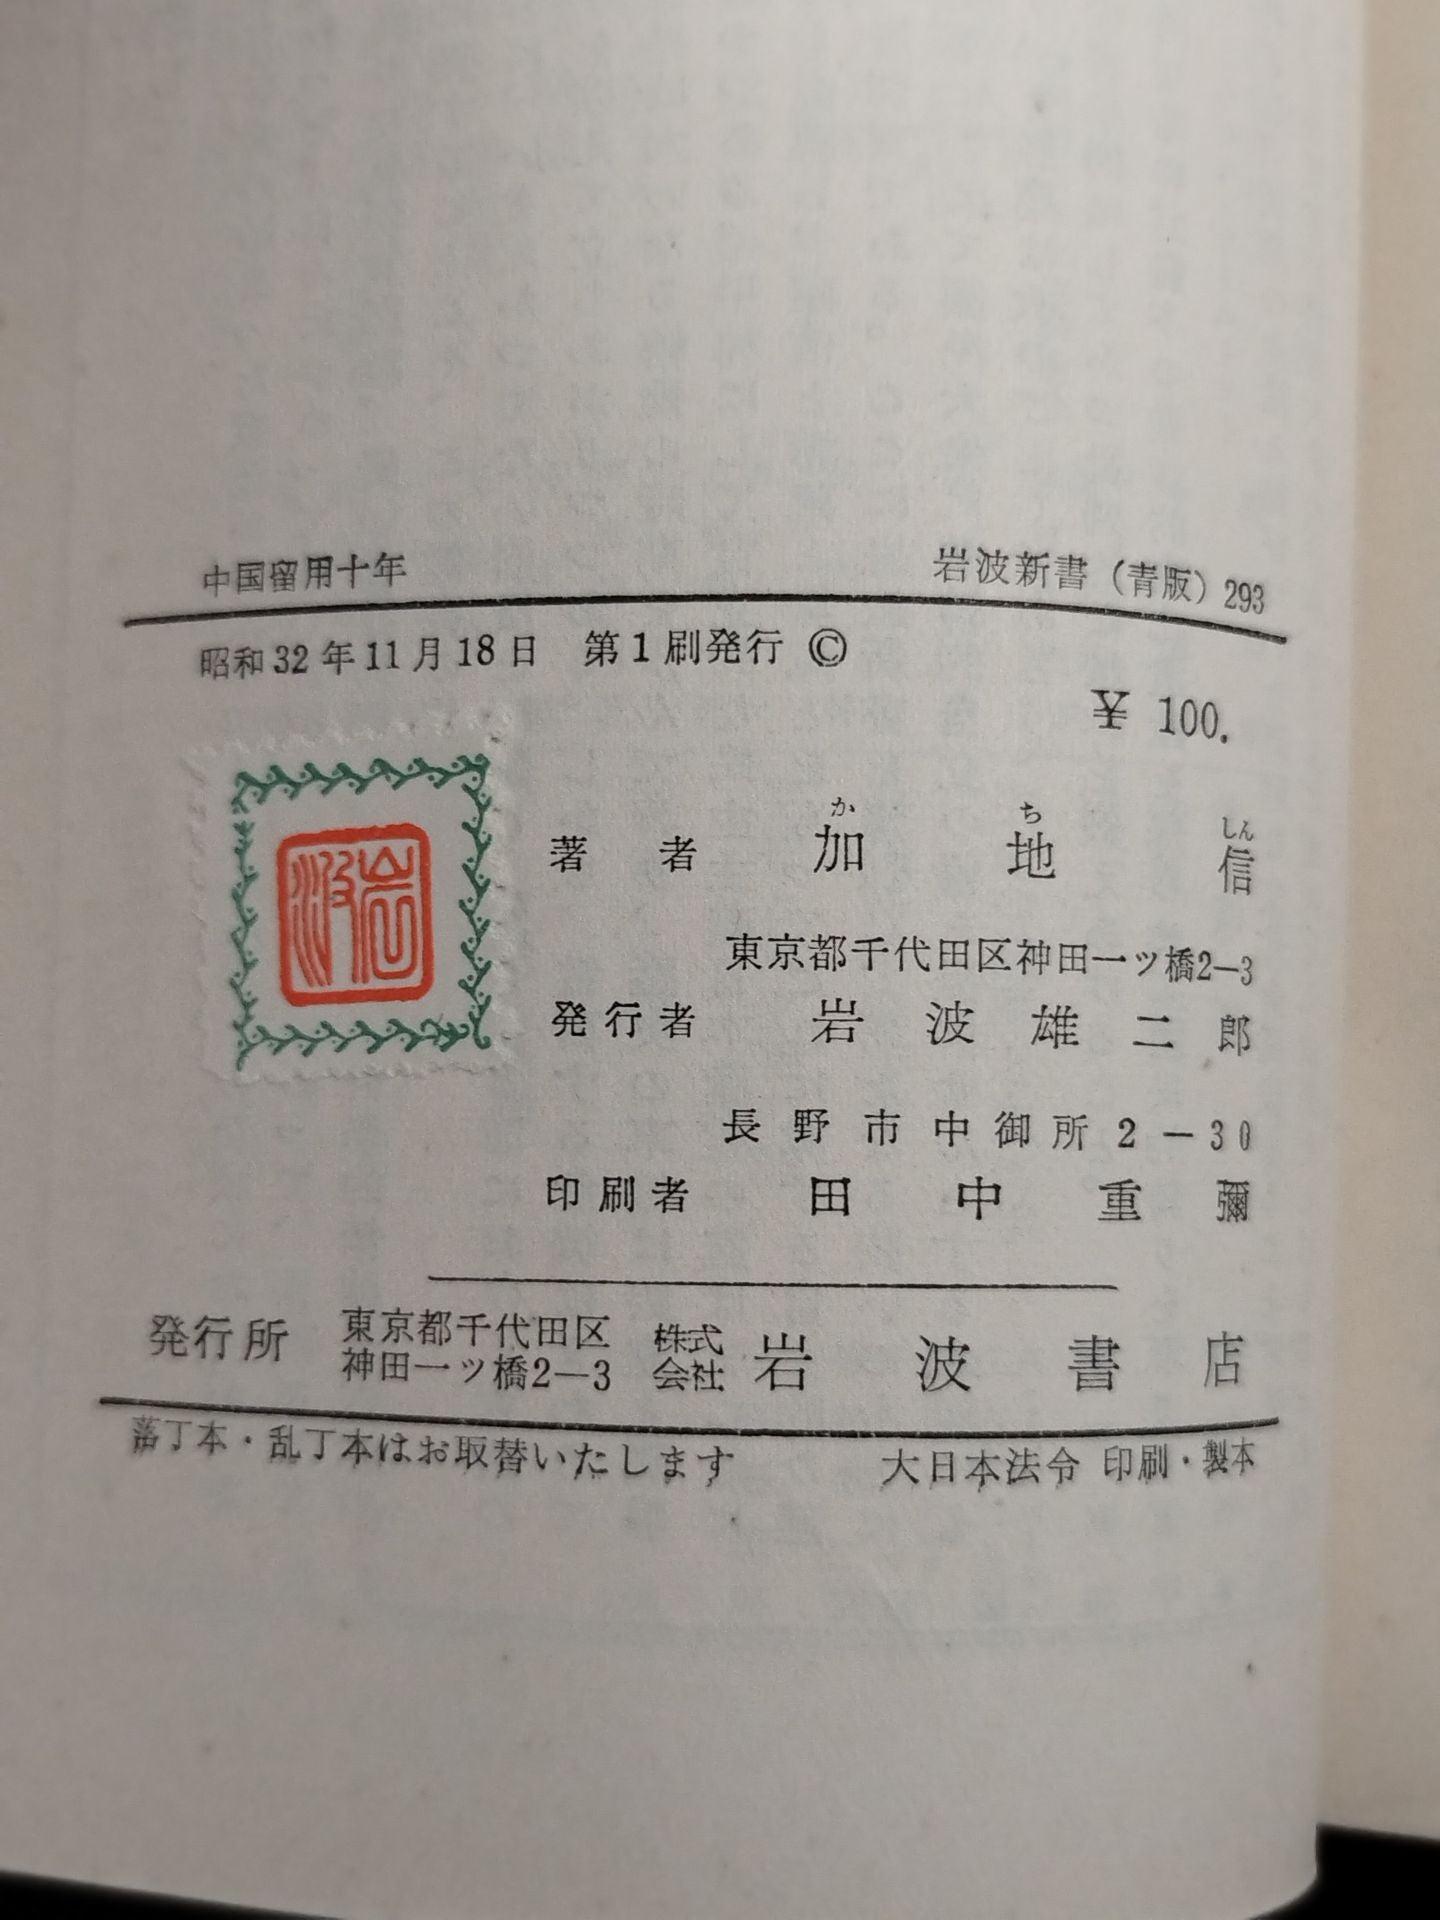 中国留用十年　岩波新書（青版）293
昭和32年11月18日　第1刷発行 ©
¥ 100.
岩波
か　ち　しん
著者　加地信
東京都千代田区神田一ッ橋2—3
発行者　岩波雄二郎
長野市中御所2—30
印刷者　田中重彌
発行所　東京都千代田区　株式
神田一ッ橋2—3　会社　岩波書店
落丁本・乱丁本はお取替いたします　大日本法令 印刷・製本